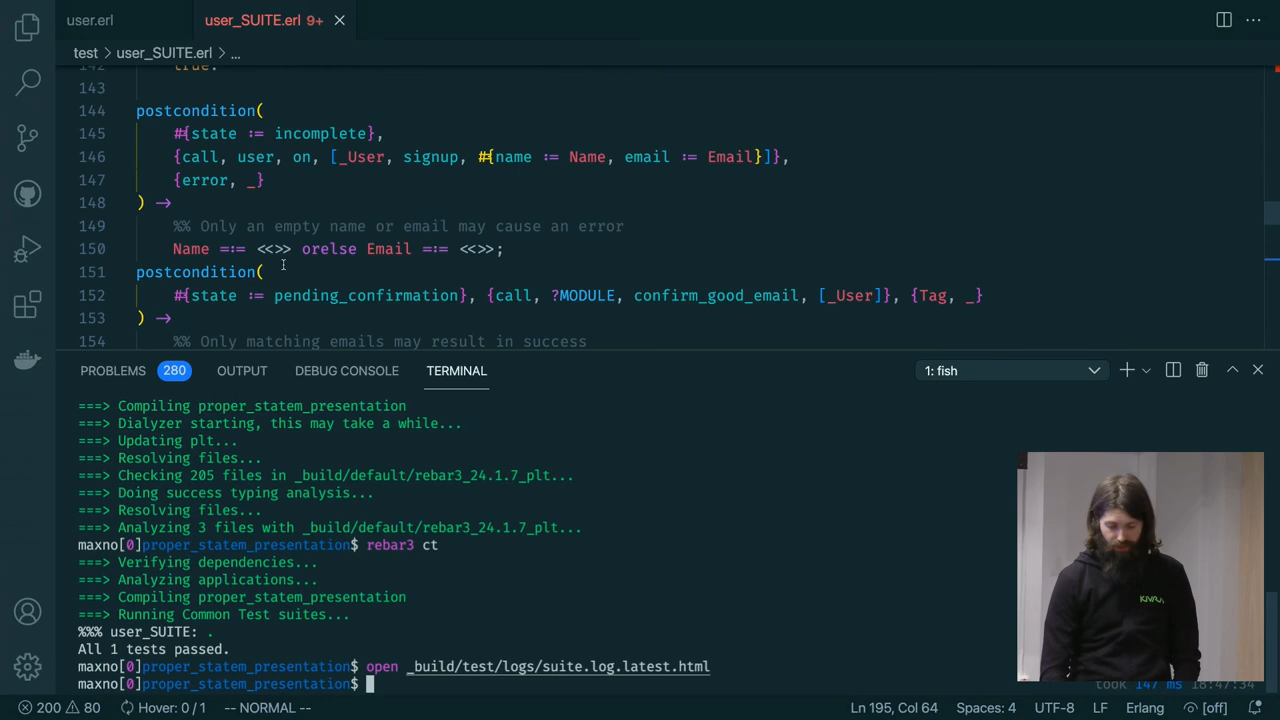 user.erl
user_SUITE.erl 9+
test > user_SUITE.erl > ...
142 true.
143
144 postcondition(
145 #{state := incomplete},
146 {call, user, on, [_User, signup, #{name := Name, email := Email}]},
147 {error, _}
148 ) ->
149 %% Only an empty name or email may cause an error
150 Name =:= <<>> orelse Email =:= <<>>;
151 postcondition(
152 #{state := pending_confirmation}, {call, ?MODULE, confirm_good_email, [_User]}, {Tag, _}
153 ) ->
154 %% Only matching emails may result in success
PROBLEMS 280 OUTPUT DEBUG CONSOLE TERMINAL 1: fish
===> Compiling proper_statem_presentation
===> Dialyzer starting, this may take a while...
===> Updating plt...
===> Resolving files...
===> Checking 205 files in _build/default/rebar3_24.1.7_plt...
===> Doing success typing analysis...
===> Resolving files...
===> Analyzing 3 files with _build/default/rebar3_24.1.7_plt...
maxno[0]proper_statem_presentation$ rebar3 ct
===> Verifying dependencies...
===> Analyzing applications...
===> Compiling proper_statem_presentation
===> Running Common Test suites...
%%% user_SUITE: .
All 1 tests passed.
maxno[0]proper_statem_presentation$ open _build/test/logs/suite.log.latest.html
maxno[0]proper_statem_presentation$ took 147 ms 18:47:34
KIVRA
200 80 Hover: 0/1 -- NORMAL -- Ln 195, Col 64 Spaces: 4 UTF-8 LF Erlang [off]